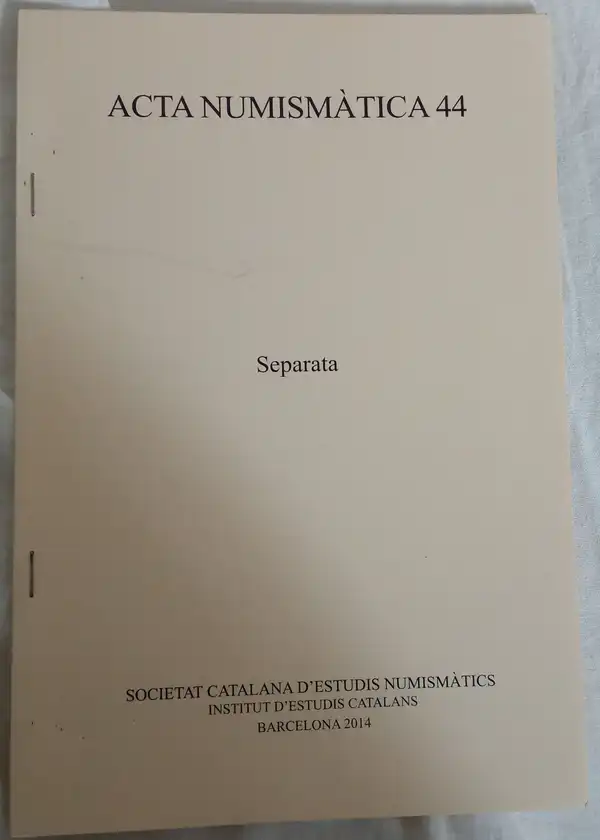 ACTA NUMISMÀTICA 44
Separata
SOCIETAT CATALANA D'ESTUDIS NUMISMÀTICS
INSTITUT D'ESTUDIS CATALANS
BARCELONA 2014